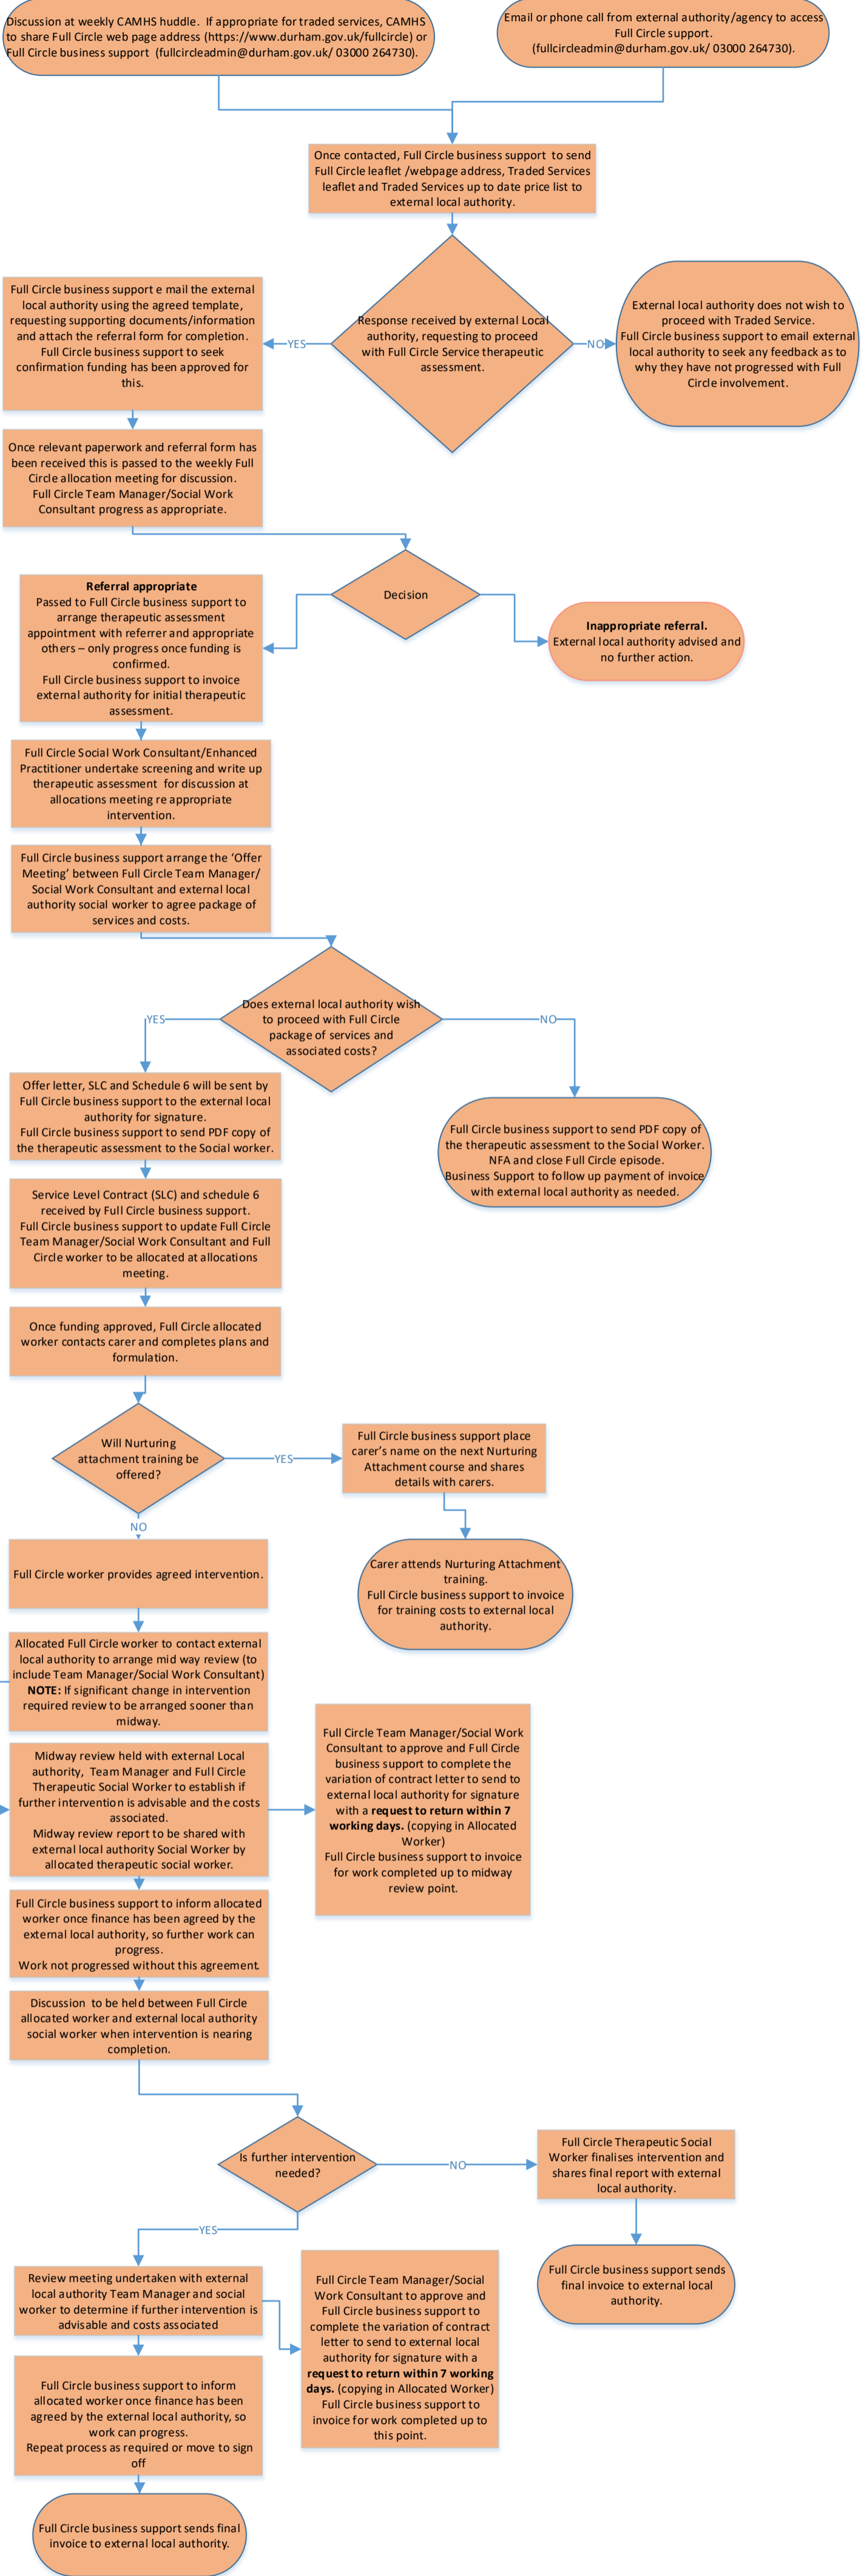 Discussion at weekly CAMHS huddle.  If appropriate for traded services, CAMHS
to share Full Circle web page address (https://www.durham.gov.uk/fullcircle) or
Full Circle business support  (fullcircleadmin@durham.gov.uk/ 03000 264730).
Email or phone call from external authority/agency to access
Full Circle support.
(fullcircleadmin@durham.gov.uk/ 03000 264730).
Once contacted, Full Circle business support  to send
Full Circle leaflet /webpage address, Traded Services
leaflet and Traded Services up to date price list to
external local authority.
Response received by external Local
authority, requesting to proceed
with Full Circle Service therapeutic
assessment.
YES
NO
Full Circle business support e mail the external
local authority using the agreed template,
requesting supporting documents/information
and attach the referral form for completion.
Full Circle business support to seek
confirmation funding has been approved for
this.
External local authority does not wish to
proceed with Traded Service.
Full Circle business support to email external
local authority to seek any feedback as to
why they have not progressed with Full
Circle involvement.
Once relevant paperwork and referral form has
been received this is passed to the weekly Full
Circle allocation meeting for discussion.
Full Circle Team Manager/Social Work
Consultant progress as appropriate.
Decision
Referral appropriate
Passed to Full Circle business support to
arrange therapeutic assessment
appointment with referrer and appropriate
others – only progress once funding is
confirmed.
Full Circle business support to invoice
external authority for initial therapeutic
assessment.
Inappropriate referral.
External local authority advised and
no further action.
Full Circle Social Work Consultant/Enhanced
Practitioner undertake screening and write up
therapeutic assessment  for discussion at
allocations meeting re appropriate
intervention.
Full Circle business support arrange the ‘Offer
Meeting’ between Full Circle Team Manager/
Social Work Consultant and external local
authority social worker to agree package of
services and costs.
Does external local authority wish
to proceed with Full Circle
package of services and
associated costs?
YES
NO
Offer letter, SLC and Schedule 6 will be sent by
Full Circle business support to the external local
authority for signature.
Full Circle business support to send PDF copy of
the therapeutic assessment to the Social worker.
Full Circle business support to send PDF copy of
the therapeutic assessment to the Social Worker.
NFA and close Full Circle episode.
Business Support to follow up payment of invoice
with external local authority as needed.
Service Level Contract (SLC) and schedule 6
received by Full Circle business support.
Full Circle business support to update Full Circle
Team Manager/Social Work Consultant and Full
Circle worker to be allocated at allocations
meeting.
Once funding approved, Full Circle allocated
worker contacts carer and completes plans and
formulation.
Will Nurturing
attachment training be
offered?
YES
NO
Full Circle business support place
carer’s name on the next Nurturing
Attachment course and shares
details with carers.
Carer attends Nurturing Attachment
training.
Full Circle business support to invoice
for training costs to external local
authority.
Full Circle worker provides agreed intervention.
Allocated Full Circle worker to contact external
local authority to arrange mid way review (to
include Team Manager/Social Work Consultant)
NOTE: If significant change in intervention
required review to be arranged sooner than
midway.
Midway review held with external Local
authority,  Team Manager and Full Circle
Therapeutic Social Worker to establish if
further intervention is advisable and the costs
associated.
Midway review report to be shared with
external local authority Social Worker by
allocated therapeutic social worker.
Full Circle Team Manager/Social Work
Consultant to approve and Full Circle
business support to complete the
variation of contract letter to send to
external local authority for signature
with a request to return within 7
working days. (copying in Allocated
Worker)
Full Circle business support to invoice
for work completed up to midway
review point.
Full Circle business support to inform allocated
worker once finance has been agreed by the
external local authority, so further work can
progress.
Work not progressed without this agreement.
Discussion  to be held between Full Circle
allocated worker and external local authority
social worker when intervention is nearing
completion.
Is further intervention
needed?
NO
YES
Full Circle Therapeutic Social
Worker finalises intervention and
shares final report with external
local authority.
Full Circle business support sends
final invoice to external local
authority.
Review meeting undertaken with external
local authority Team Manager and social
worker to determine if further intervention is
advisable and costs associated
Full Circle Team Manager/Social
Work Consultant to approve and
Full Circle business support to
complete the variation of contract
letter to send to external local
authority for signature with a
request to return within 7 working
days. (copying in Allocated Worker)
Full Circle business support to
invoice for work completed up to
this point.
Full Circle business support to inform
allocated worker once finance has been
agreed by the external local authority, so
work can progress.
Repeat process as required or move to sign
off
Full Circle business support sends final
invoice to external local authority.